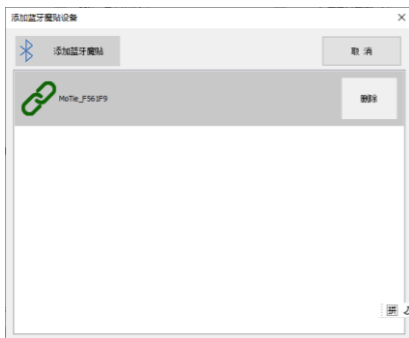 添加蓝牙魔贴设备
添加蓝牙魔贴
取 消
MoTie_F561F9
删除
拼